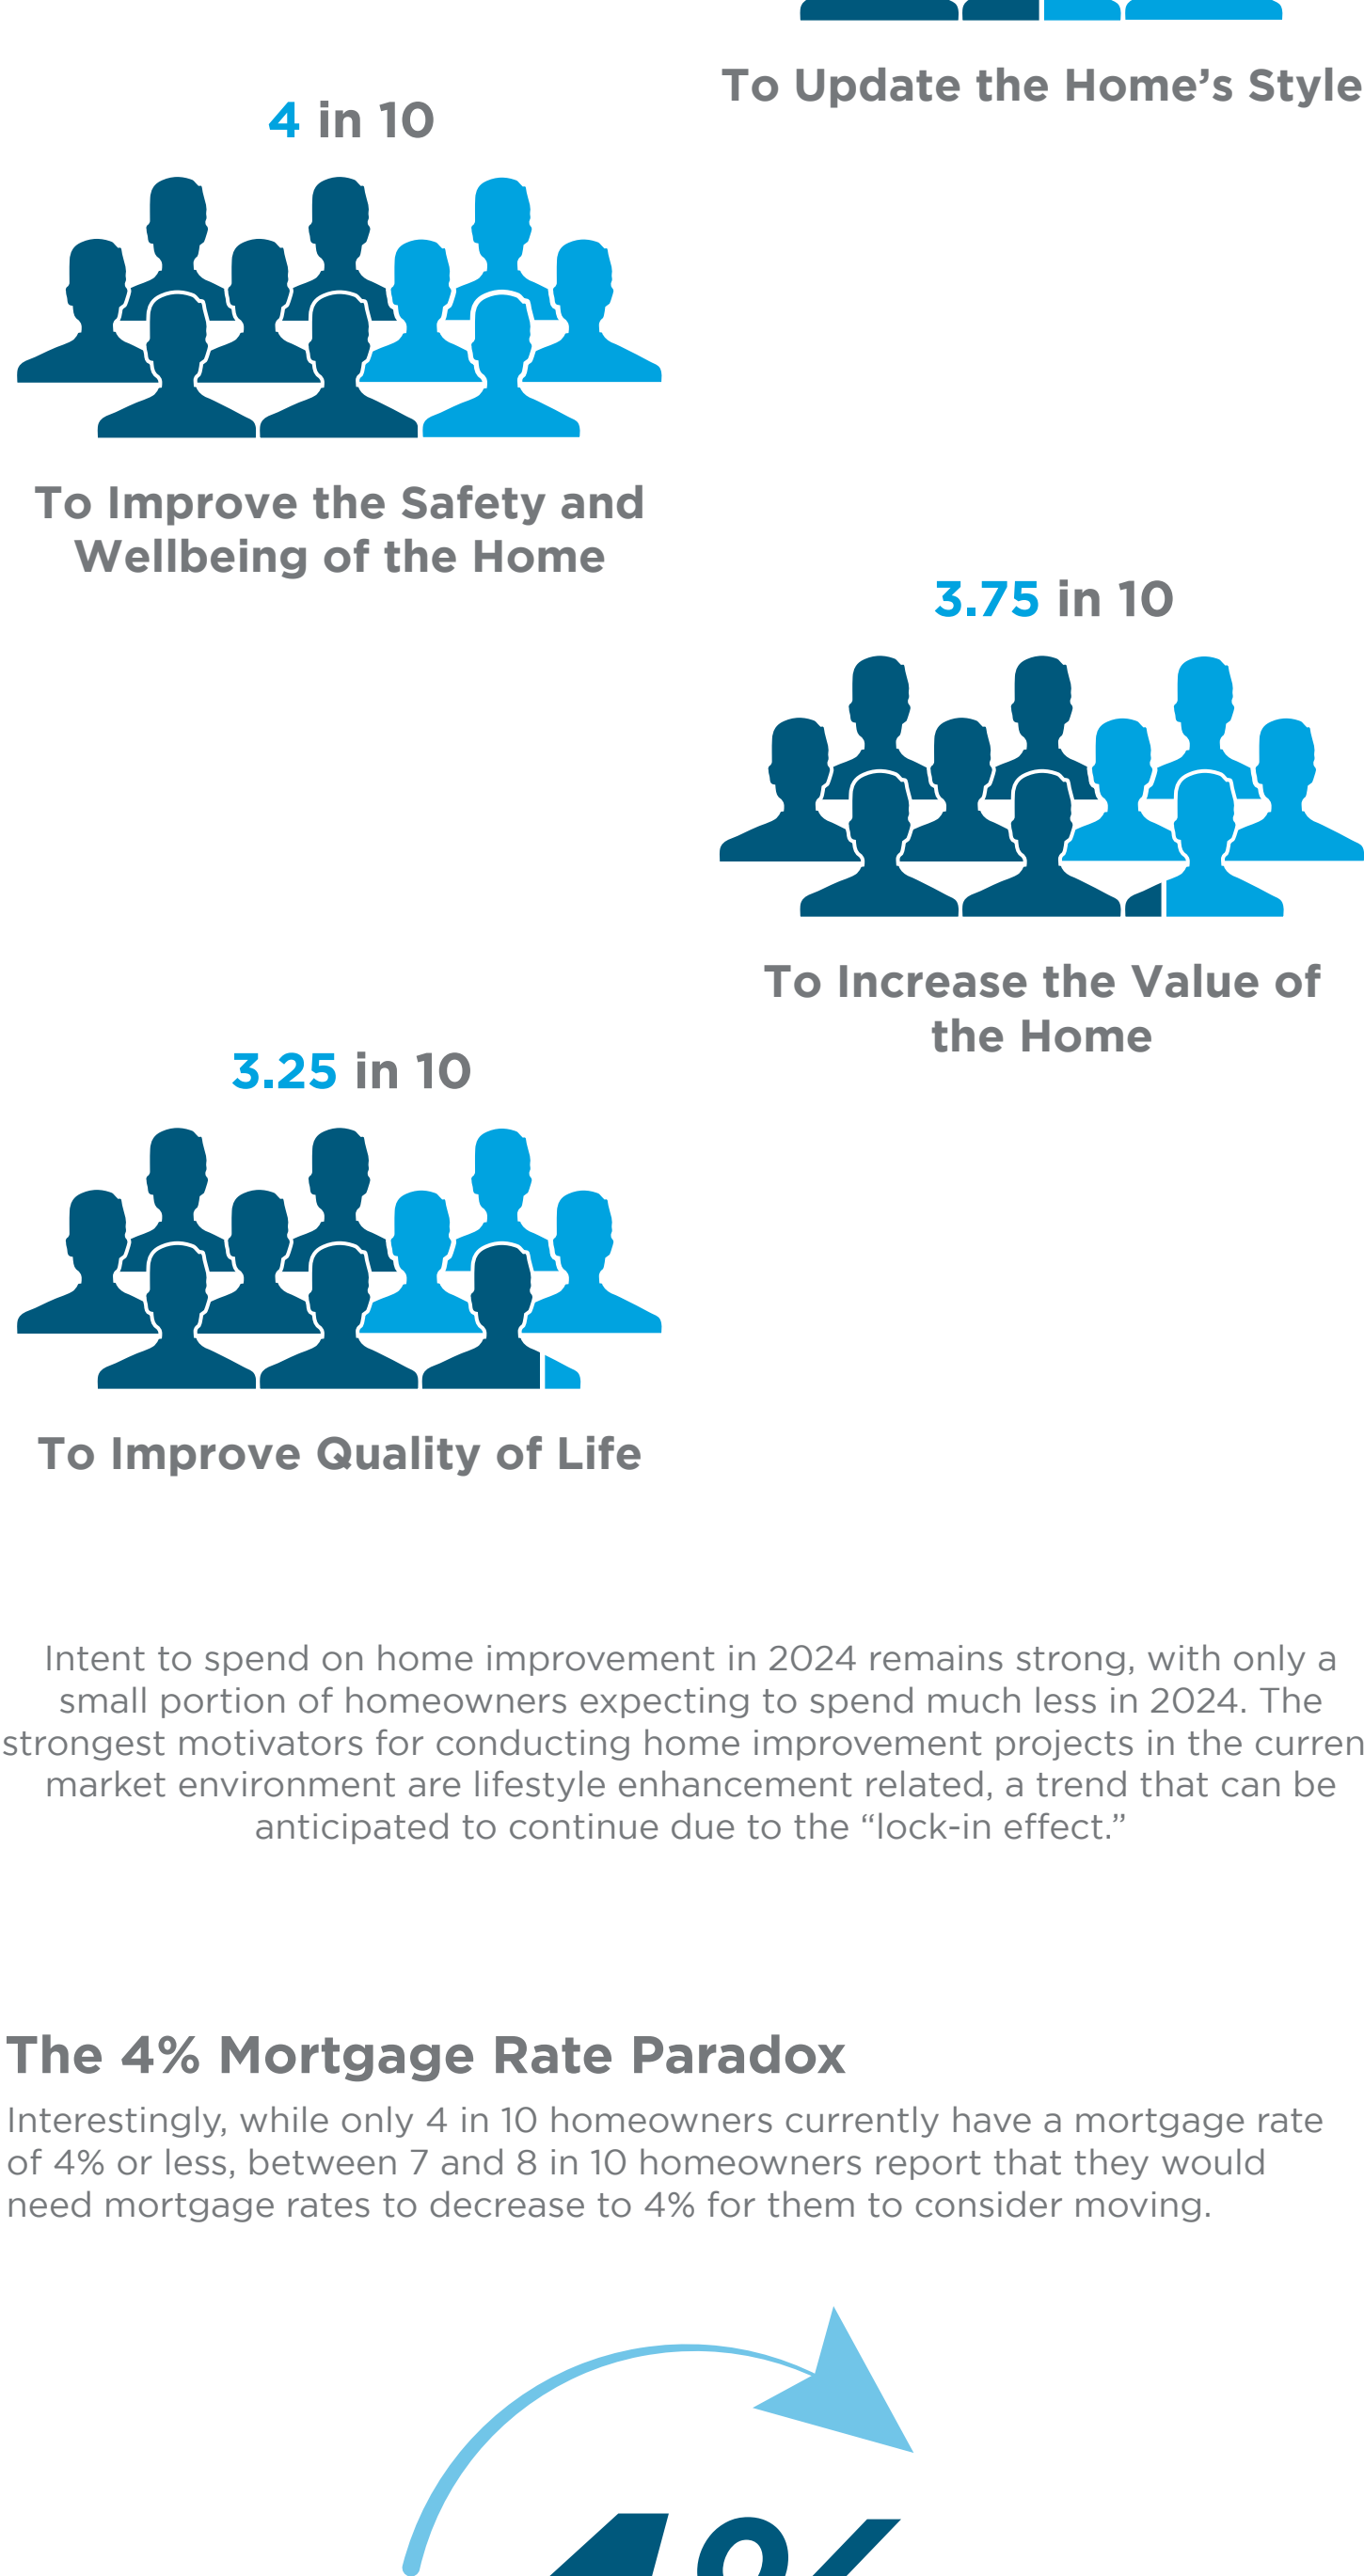 To Update the Home’s Style
4 in 10
To Improve the Safety and
Wellbeing of the Home
3.75 in 10
To Increase the Value of
the Home
3.25 in 10
To Improve Quality of Life
Intent to spend on home improvement in 2024 remains strong, with only a
small portion of homeowners expecting to spend much less in 2024. The
strongest motivators for conducting home improvement projects in the curren
market environment are lifestyle enhancement related, a trend that can be
anticipated to continue due to the “lock-in effect.”
The 4% Mortgage Rate Paradox
Interestingly, while only 4 in 10 homeowners currently have a mortgage rate
of 4% or less, between 7 and 8 in 10 homeowners report that they would
need mortgage rates to decrease to 4% for them to consider moving.
4%